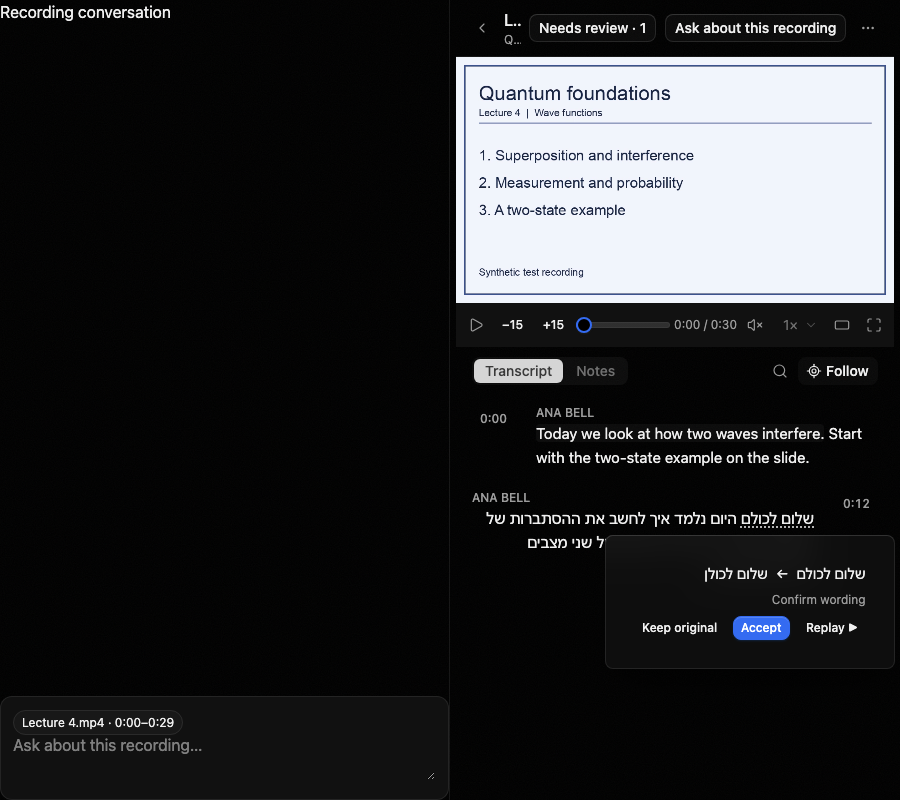 Recording conversation
Lecture 4.mp4 · 0:00–0:29
Ask about this recording...
L...
Q...
Needs review · 1
Ask about this recording
Quantum foundations
Lecture 4 | Wave functions
1. Superposition and interference
2. Measurement and probability
3. A two-state example
Synthetic test recording
−15 +15 0:00 / 0:30 1x
Transcript Notes Follow
0:00
ANA BELL
Today we look at how two waves interfere. Start
with the two-state example on the slide.
ANA BELL
0:12
שלום לכולם היום נלמד איך לחשב את ההסתברות של
שני מצבים
שלום לכולם ← שלום לכולן
Confirm wording
Keep original Accept Replay